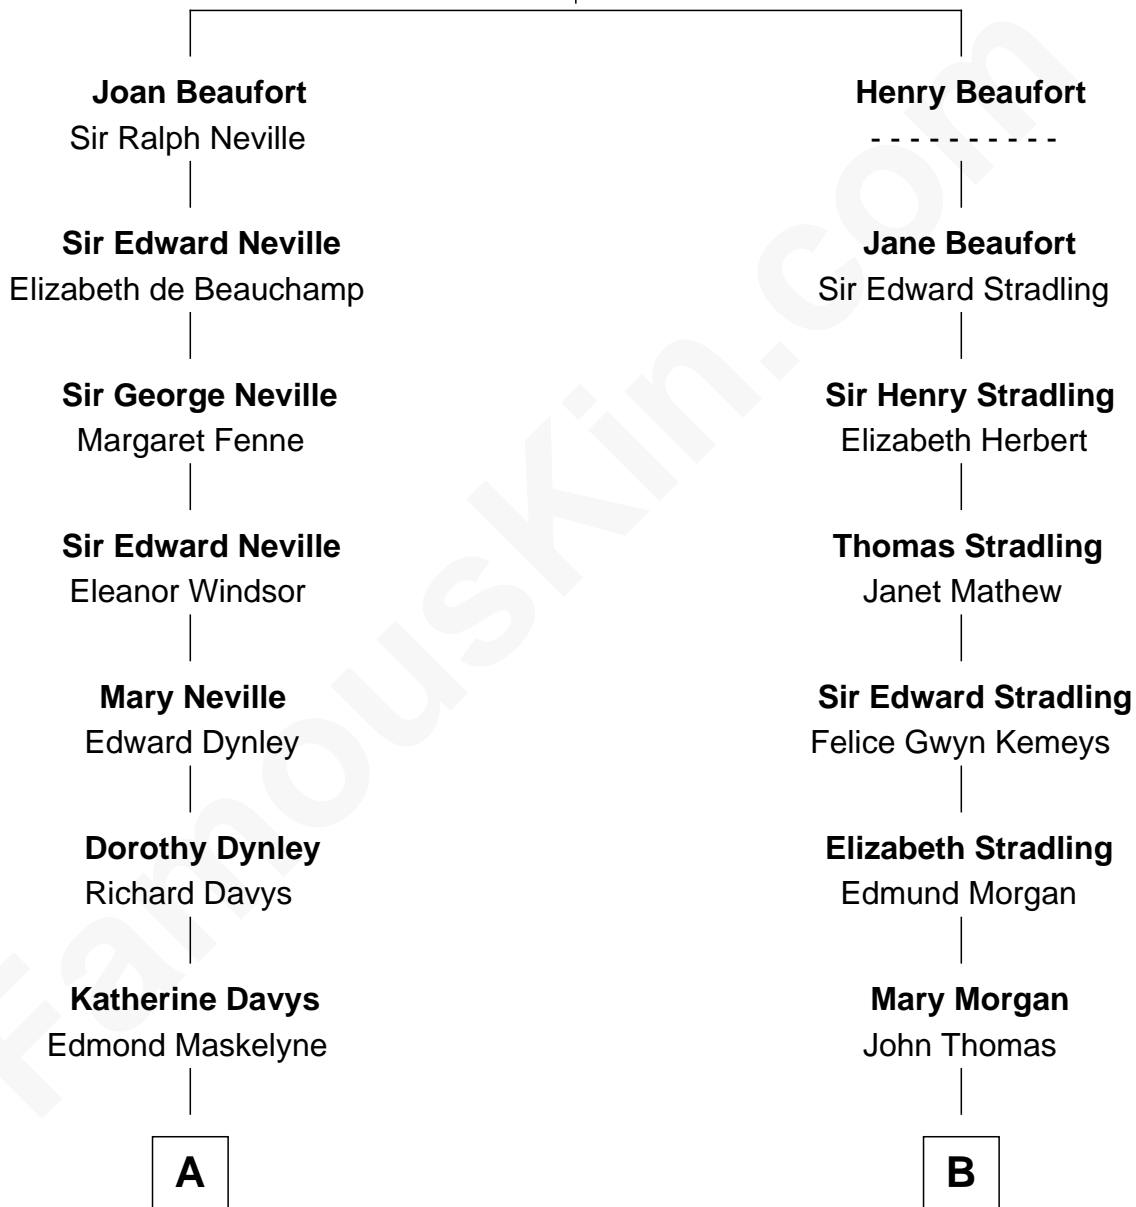 Joan Beaufort
Sir Ralph Neville
Henry Beaufort
- - - - - - - - - -
Sir Edward Neville
Elizabeth de Beauchamp
Jane Beaufort
Sir Edward Stradling
Sir George Neville
Margaret Fenne
Sir Henry Stradling
Elizabeth Herbert
Sir Edward Neville
Eleanor Windsor
Thomas Stradling
Janet Mathew
Mary Neville
Edward Dynley
Sir Edward Stradling
Felice Gwyn Kemeys
Dorothy Dynley
Richard Davys
Elizabeth Stradling
Edmund Morgan
Katherine Davys
Edmond Maskelyne
Mary Morgan
John Thomas
A
B
FamousKin.com